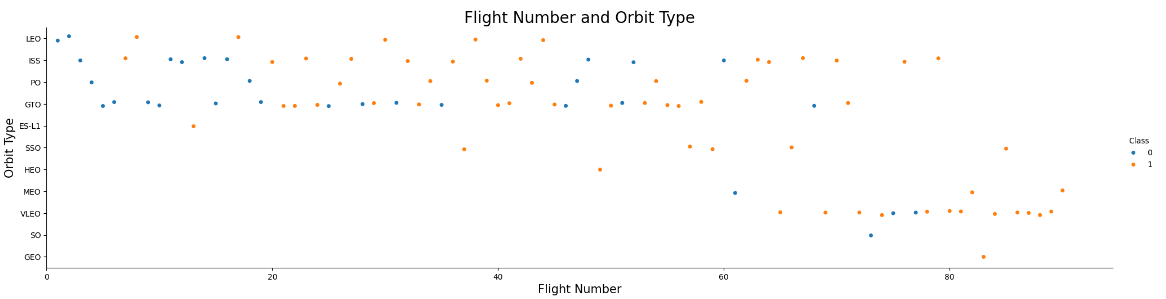 Flight Number and Orbit Type
LEO
ISS
PO
GTO
ES-L1
SSO
HEO
MEO
VLEO
SO
GEO
Orbit Type
0
20
40
60
80
Flight Number
Class
0
1